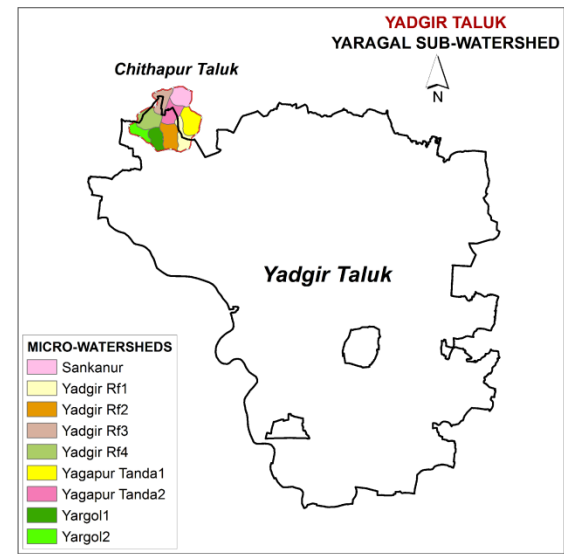 YADGIR TALUK
YARAGAL SUB-WATERSHED
Chithapur Taluk
N
Yadgir Taluk
MICRO-WATERSHEDS
Sankanur
Yadgir Rf1
Yadgir Rf2
Yadgir Rf3
Yadgir Rf4
Yagapur Tanda1
Yagapur Tanda2
Yargol1
Yargol2